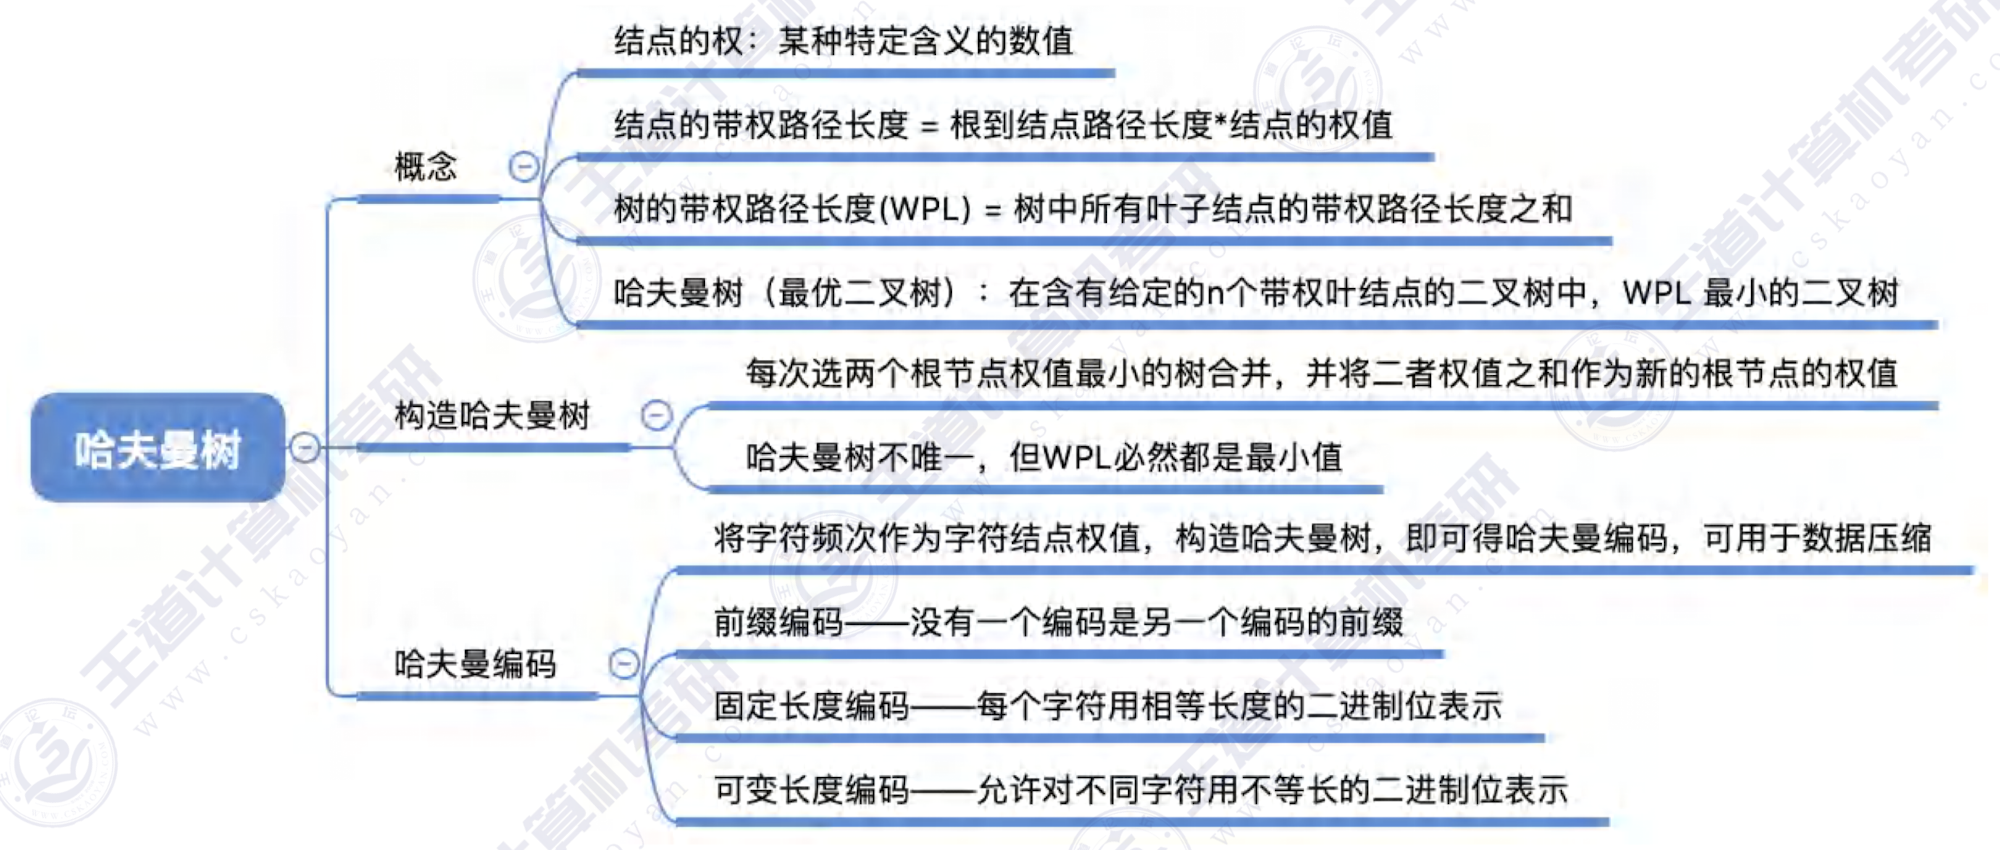 哈夫曼树
概念
结点的权：某种特定含义的数值
结点的带权路径长度 = 根到结点路径长度*结点的权值
树的带权路径长度(WPL) = 树中所有叶子结点的带权路径长度之和
哈夫曼树（最优二叉树）：在含有给定的n个带权叶结点的二叉树中，WPL 最小的二叉树
构造哈夫曼树
每次选两个根节点权值最小的树合并，并将二者权值之和作为新的根节点的权值
哈夫曼树不唯一，但WPL必然都是最小值
哈夫曼编码
将字符频次作为字符结点权值，构造哈夫曼树，即可得哈夫曼编码，可用于数据压缩
前缀编码——没有一个编码是另一个编码的前缀
固定长度编码——每个字符用相等长度的二进制位表示
可变长度编码——允许对不同字符用不等长的二进制位表示
王道计算机考研
www.cskaoyan.com